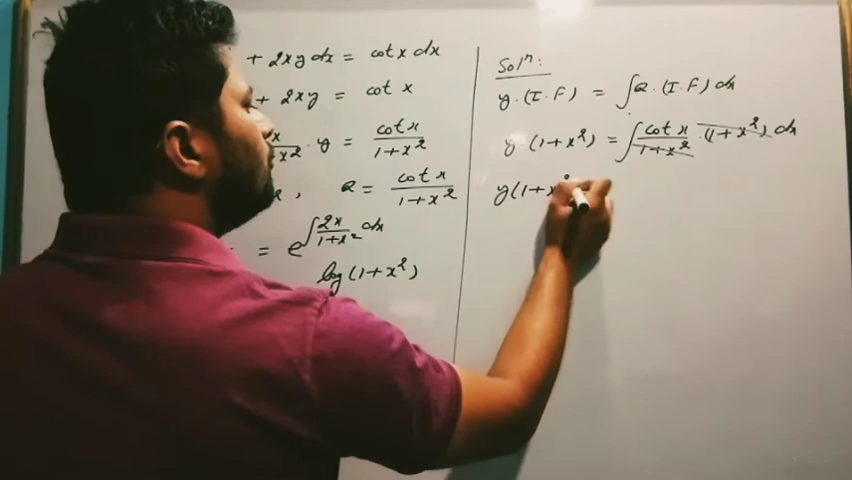 + 2xy dx = cot x dx
+ 2xy = cot x
x² · y = cot x / 1+x²
, Q = cot x / 1+x²
= e^∫ 2x / 1+x² dx
log (1+x²)
Solⁿ:
y · (I.F) = ∫Q · (I.F) dx
y · (1+x²) = ∫ cot x / 1+x² · (1+x²) dx
y(1+x²